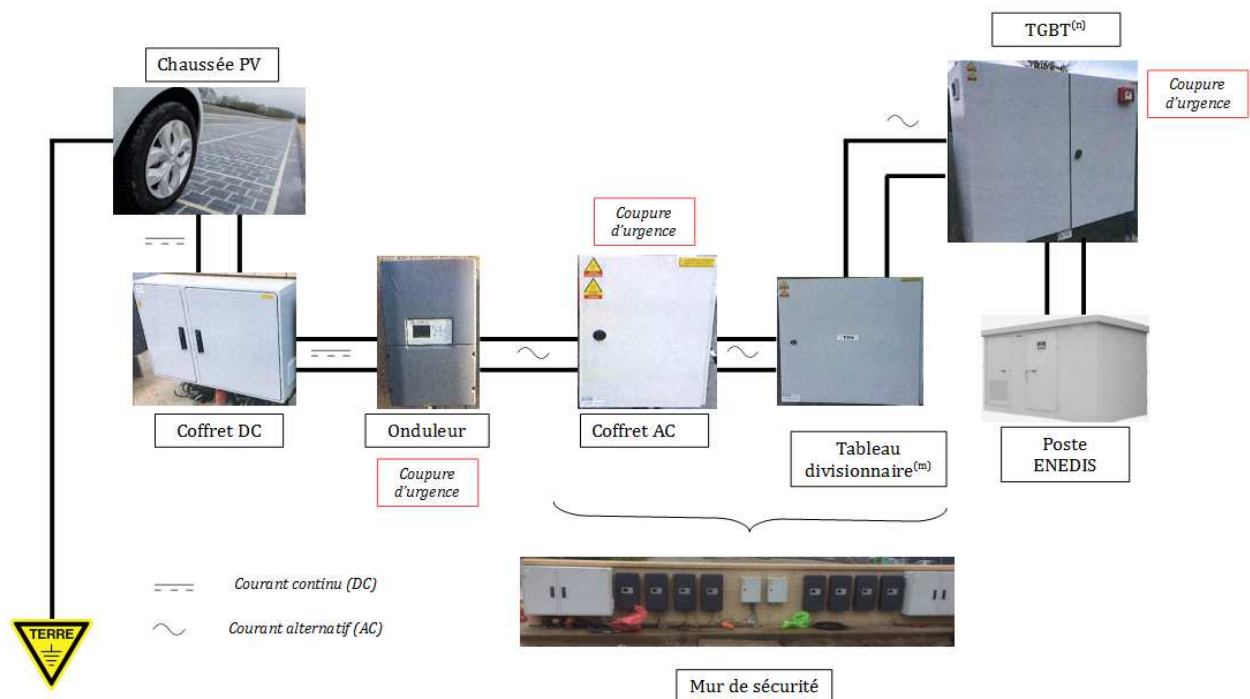 TGBT(n)
Chaussée PV
Coupure
d'urgence
Coupure
d'urgence
Coffret DC
Onduleur
Coffret AC
Tableau
divisionnaire(m)
Poste
ENEDIS
Coupure
d'urgence
Courant continu (DC)
Courant alternatif (AC)
TERRE
Mur de sécurité